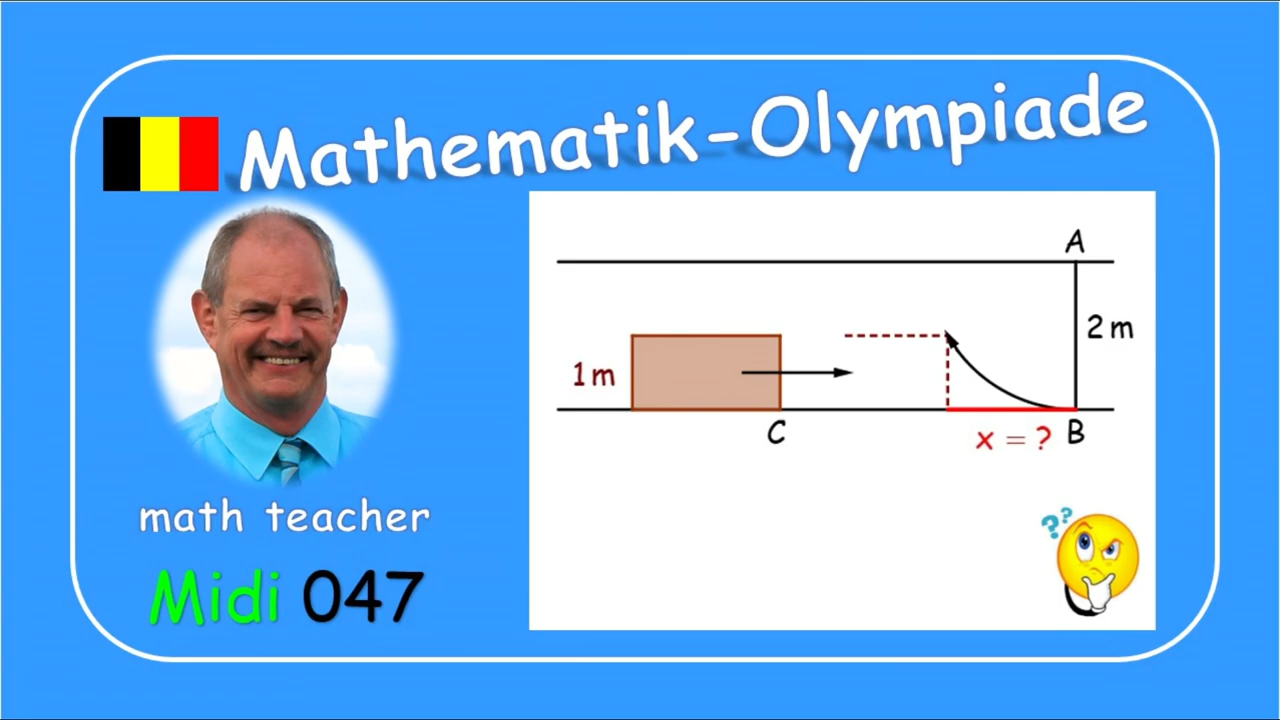 Mathematik-Olympiade
A
2 m
1 m
C
x = ? B
??
math teacher
Midi 047